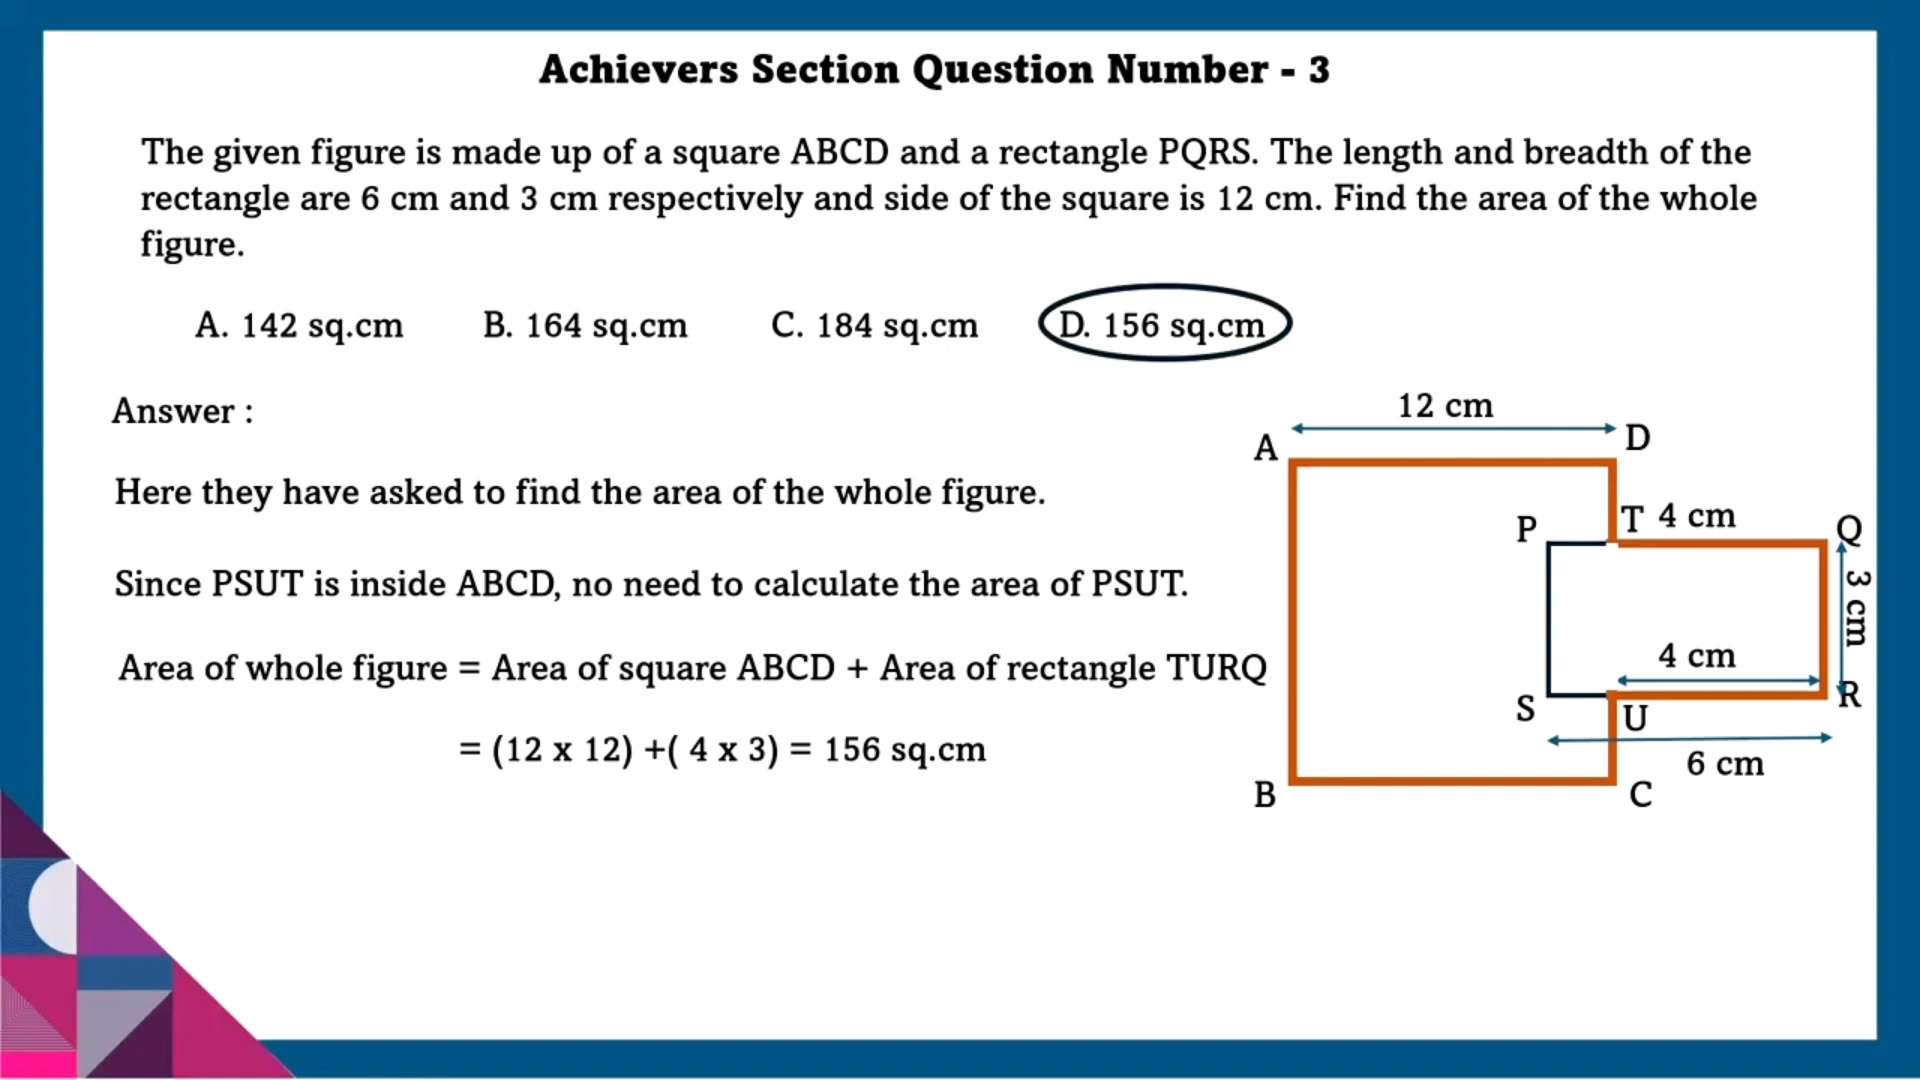 Achievers Section Question Number - 3
The given figure is made up of a square ABCD and a rectangle PQRS. The length and breadth of the
rectangle are 6 cm and 3 cm respectively and side of the square is 12 cm. Find the area of the whole
figure.
A. 142 sq.cm B. 164 sq.cm C. 184 sq.cm D. 156 sq.cm
Answer :
Here they have asked to find the area of the whole figure.
Since PSUT is inside ABCD, no need to calculate the area of PSUT.
Area of whole figure = Area of square ABCD + Area of rectangle TURQ
= (12 x 12) +( 4 x 3) = 156 sq.cm
12 cm
A D
P T 4 cm Q
3 cm
4 cm
S U R
6 cm
B C